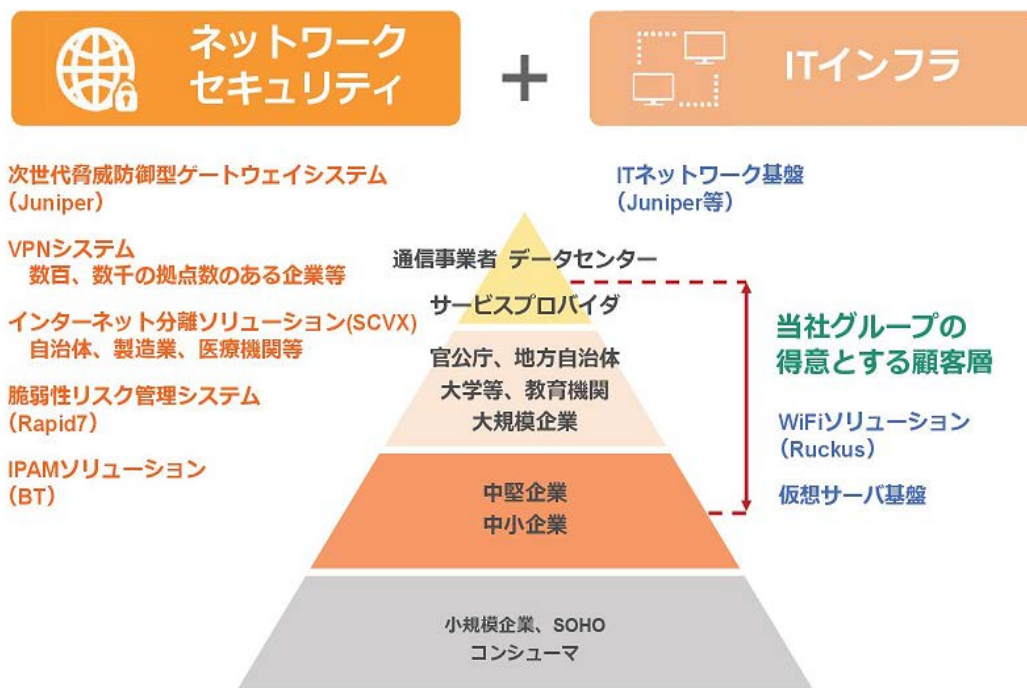 ネットワーク
セキュリティ
+
ITインフラ
次世代脅威防御型ゲートウェイシステム
(Juniper)
VPNシステム
数百、数千の拠点数のある企業等
インターネット分離ソリューション(SCVX)
自治体、製造業、医療機関等
脆弱性リスク管理システム
(Rapid7)
IPAMソリューション
(BT)
通信事業者 データセンター
サービスプロバイダ
官公庁、地方自治体
大学等、教育機関
大規模企業
中堅企業
中小企業
小規模企業、SOHO
コンシューマ
ITネットワーク基盤
(Juniper等)
当社グループの
得意とする顧客層
WiFiソリューション
(Ruckus)
仮想サーバ基盤